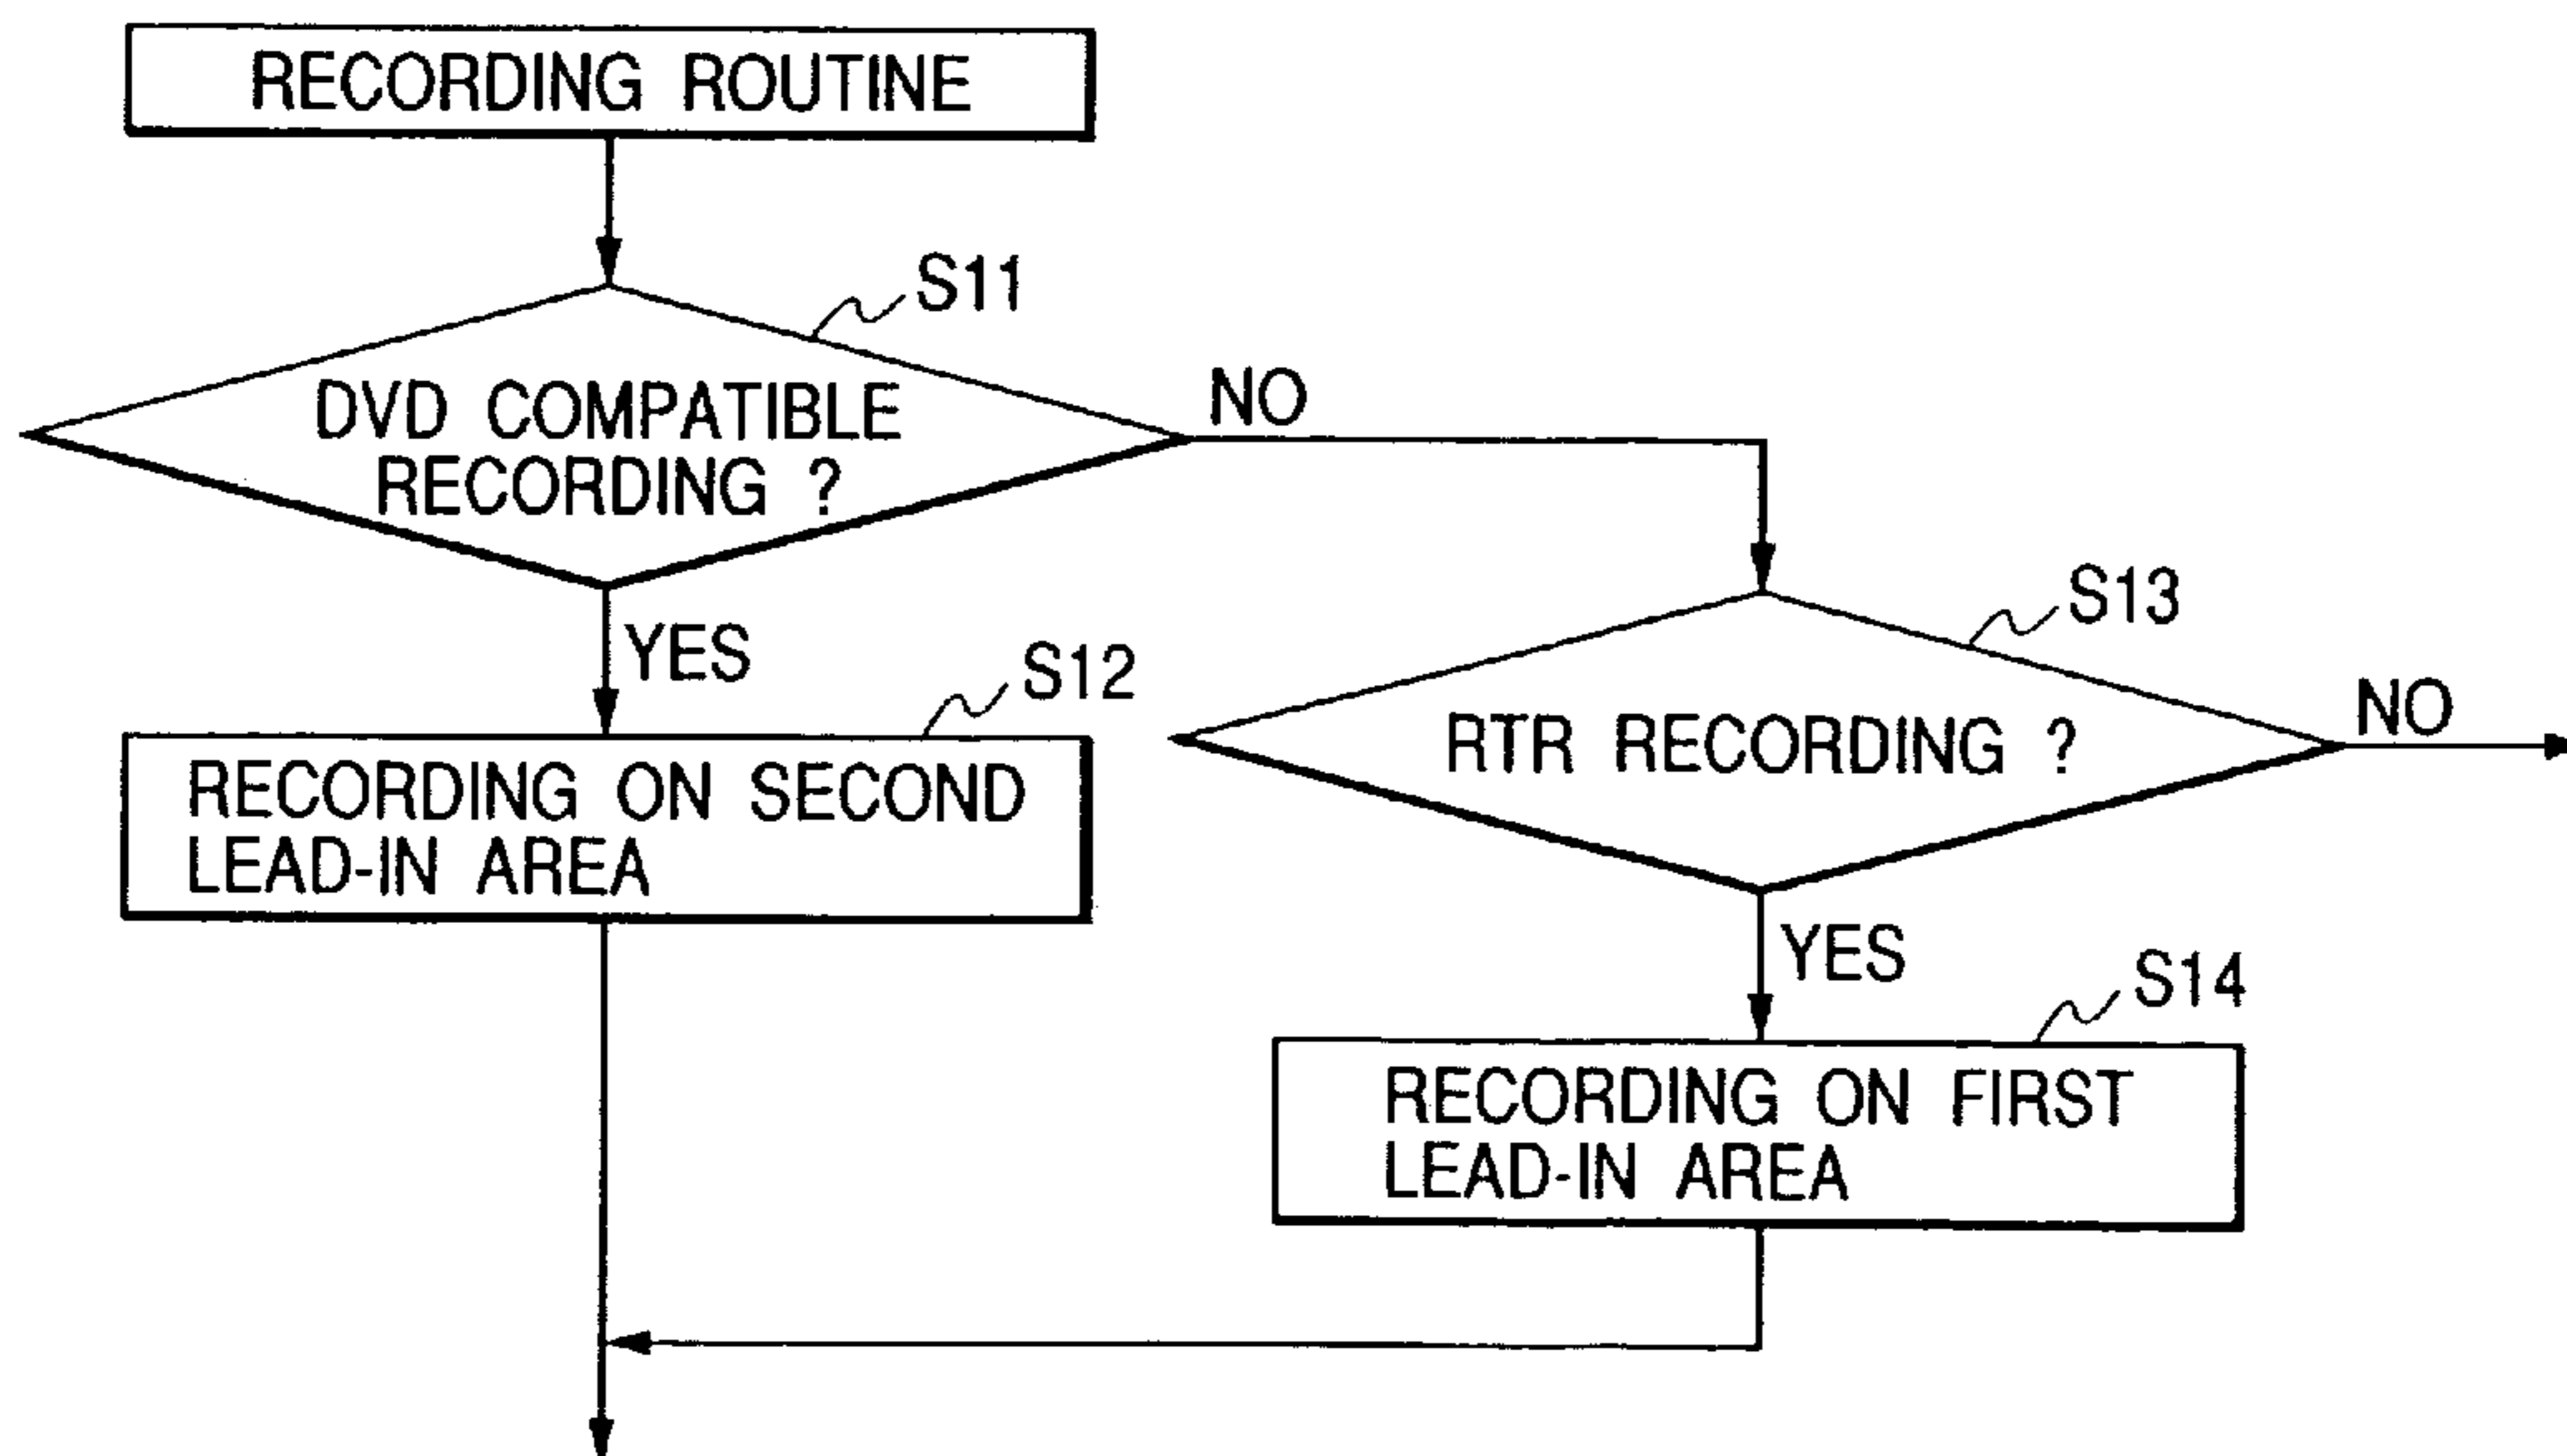 RECORDING ROUTINE
S11
DVD COMPATIBLE
RECORDING ?
NO
YES
S12
RECORDING ON SECOND
LEAD-IN AREA
S13
RTR RECORDING ?
NO
YES
S14
RECORDING ON FIRST
LEAD-IN AREA